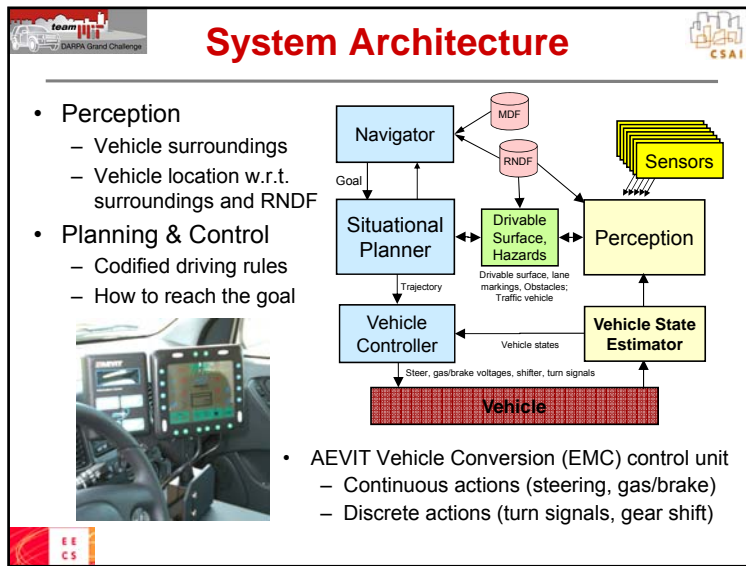 team MIT
DARPA Grand Challenge
System Architecture
CSAI
• Perception
– Vehicle surroundings
– Vehicle location w.r.t.
surroundings and RNDF
• Planning & Control
– Codified driving rules
– How to reach the goal
MDF
Navigator
RNDF
Sensors
Goal
Situational
Planner
Drivable
Surface,
Hazards
Perception
Drivable surface, lane
markings, Obstacles;
Traffic vehicle
Trajectory
Vehicle
Controller
Vehicle states
Vehicle State
Estimator
Steer, gas/brake voltages, shifter, turn signals
Vehicle
AEVIT
• AEVIT Vehicle Conversion (EMC) control unit
– Continuous actions (steering, gas/brake)
– Discrete actions (turn signals, gear shift)
E E
C S